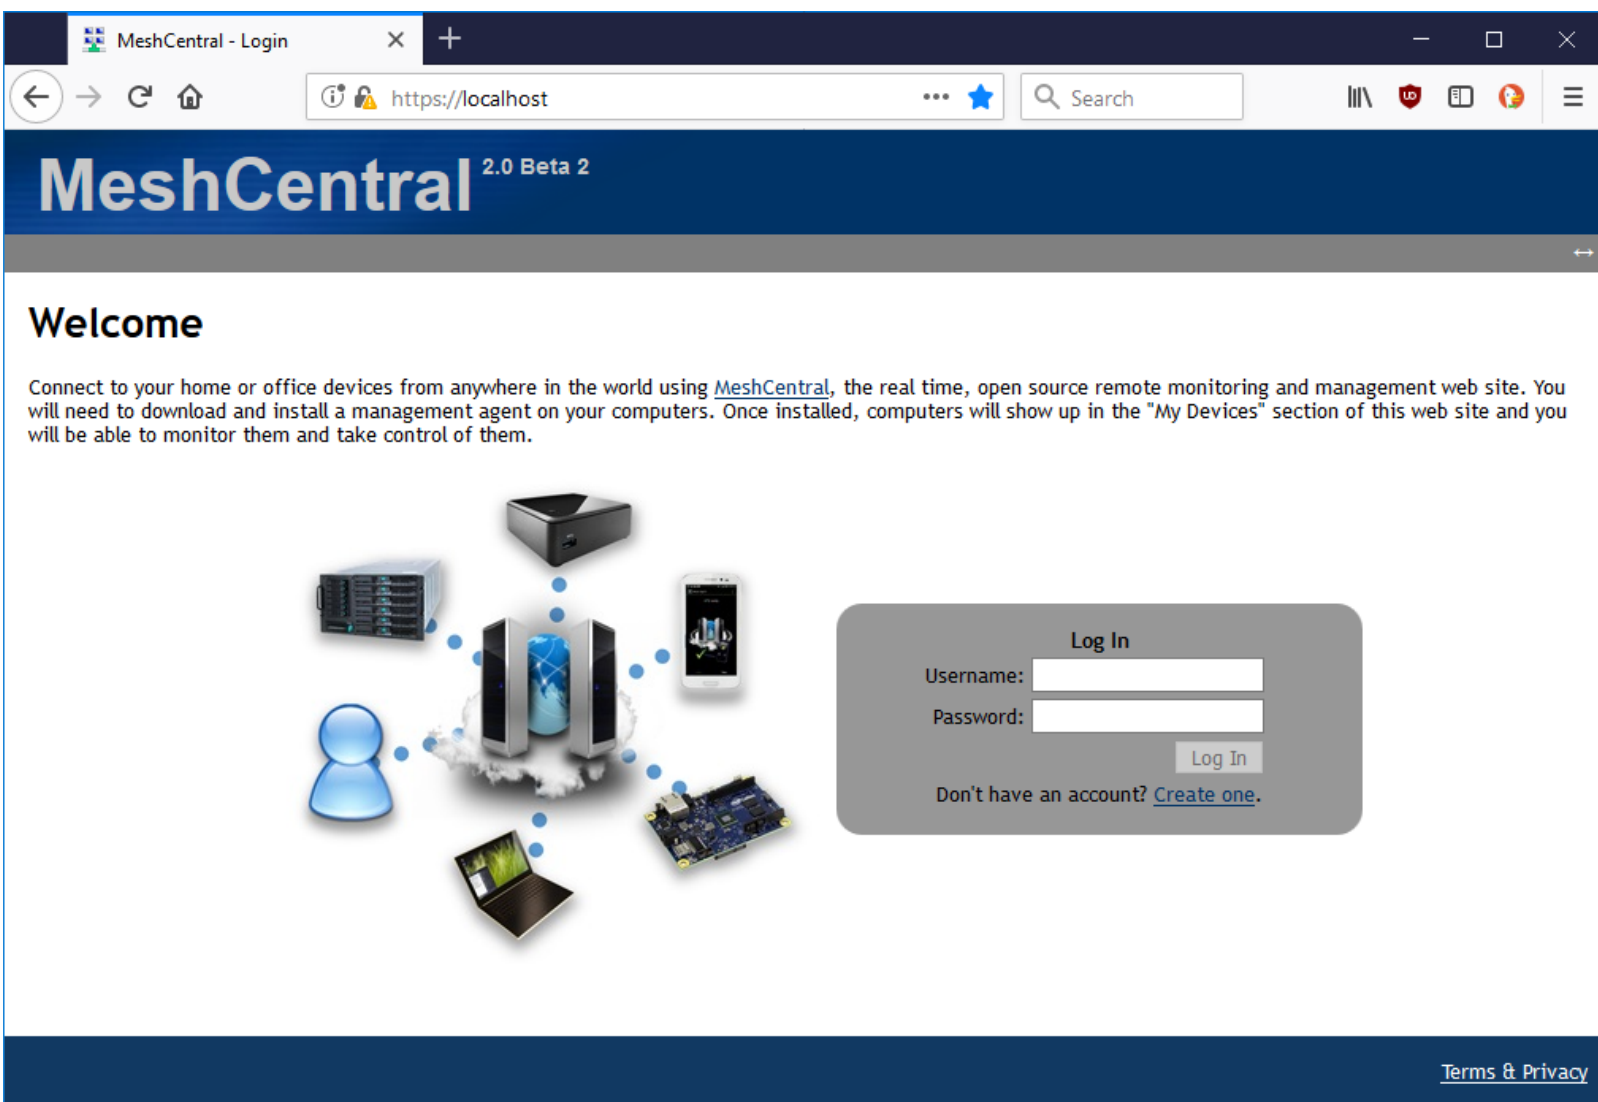 MeshCentral - Login
https://localhost
Search
MeshCentral 2.0 Beta 2
Welcome
Connect to your home or office devices from anywhere in the world using MeshCentral, the real time, open source remote monitoring and management web site. You
will need to download and install a management agent on your computers. Once installed, computers will show up in the "My Devices" section of this web site and you
will be able to monitor them and take control of them.
Log In
Username:
Password:
Log In
Don't have an account? Create one.
Terms & Privacy